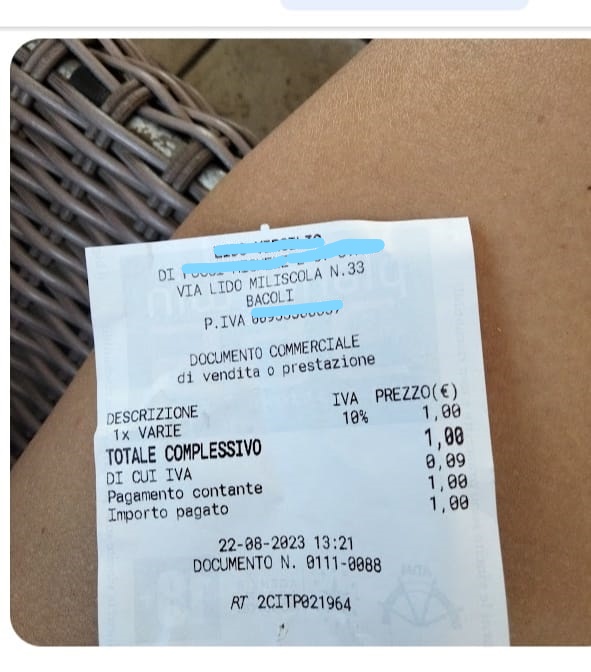 DI
VIA LIDO MILISCOLA N.33
BACOLI
P.IVA
DOCUMENTO COMMERCIALE
di vendita o prestazione
DESCRIZIONE IVA PREZZO(€)
1x VARIE 10% 1,00
TOTALE COMPLESSIVO 1,00
DI CUI IVA 0,09
Pagamento contante 1,00
Importo pagato 1,00
22-08-2023 13:21
DOCUMENTO N. 0111-0088
RT 2CITP021964